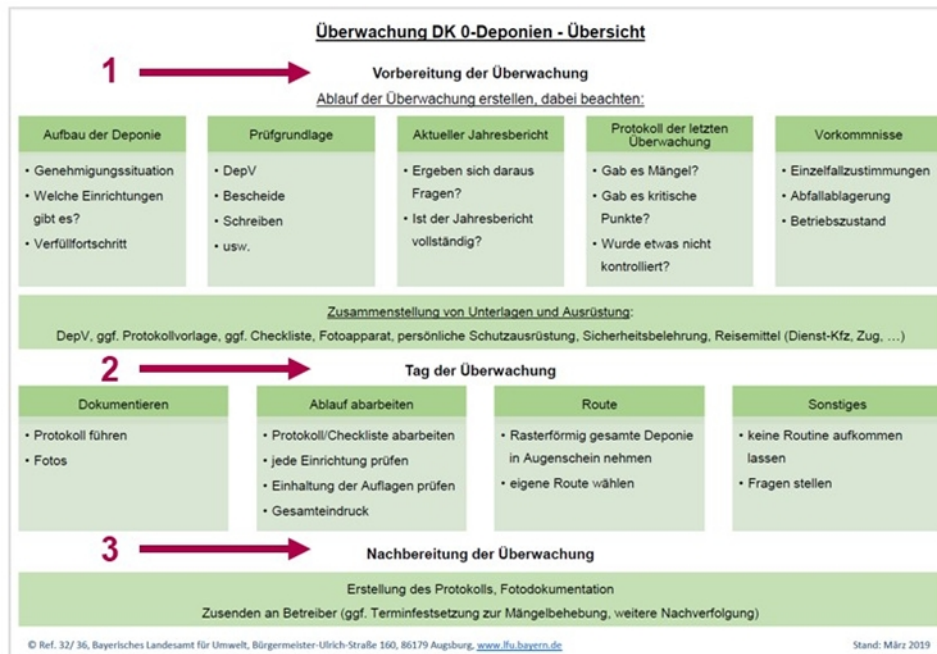 Überwachung DK 0-Deponien - Übersicht
1
Vorbereitung der Überwachung
Ablauf der Überwachung erstellen, dabei beachten:
Aufbau der Deponie
• Genehmigungssituation
• Welche Einrichtungen
gibt es?
• Verfüllfortschritt
Prüfgrundlage
• DepV
• Bescheide
• Schreiben
• usw.
Aktueller Jahresbericht
• Ergeben sich daraus
Fragen?
• Ist der Jahresbericht
vollständig?
Protokoll der letzten
Überwachung
• Gab es Mängel?
• Gab es kritische
Punkte?
• Wurde etwas nicht
kontrolliert?
Vorkommnisse
• Einzelfallzustimmungen
• Abfallablagerung
• Betriebszustand
Zusammenstellung von Unterlagen und Ausrüstung:
DepV, ggf. Protokollvorlage, ggf. Checkliste, Fotoapparat, persönliche Schutzausrüstung, Sicherheitsbelehrung, Reisemittel (Dienst-Kfz, Zug, …)
2
Tag der Überwachung
Dokumentieren
• Protokoll führen
• Fotos
Ablauf abarbeiten
• Protokoll/Checkliste abarbeiten
• jede Einrichtung prüfen
• Einhaltung der Auflagen prüfen
• Gesamteindruck
Route
• Rasterförmig gesamte Deponie
in Augenschein nehmen
• eigene Route wählen
Sonstiges
• keine Routine aufkommen
lassen
• Fragen stellen
3
Nachbereitung der Überwachung
Erstellung des Protokolls, Fotodokumentation
Zusenden an Betreiber (ggf. Terminfestsetzung zur Mängelbehebung, weitere Nachverfolgung)
© Ref. 32/ 36, Bayerisches Landesamt für Umwelt, Bürgermeister-Ulrich-Straße 160, 86179 Augsburg, www.lfu.bayern.de
Stand: März 2019